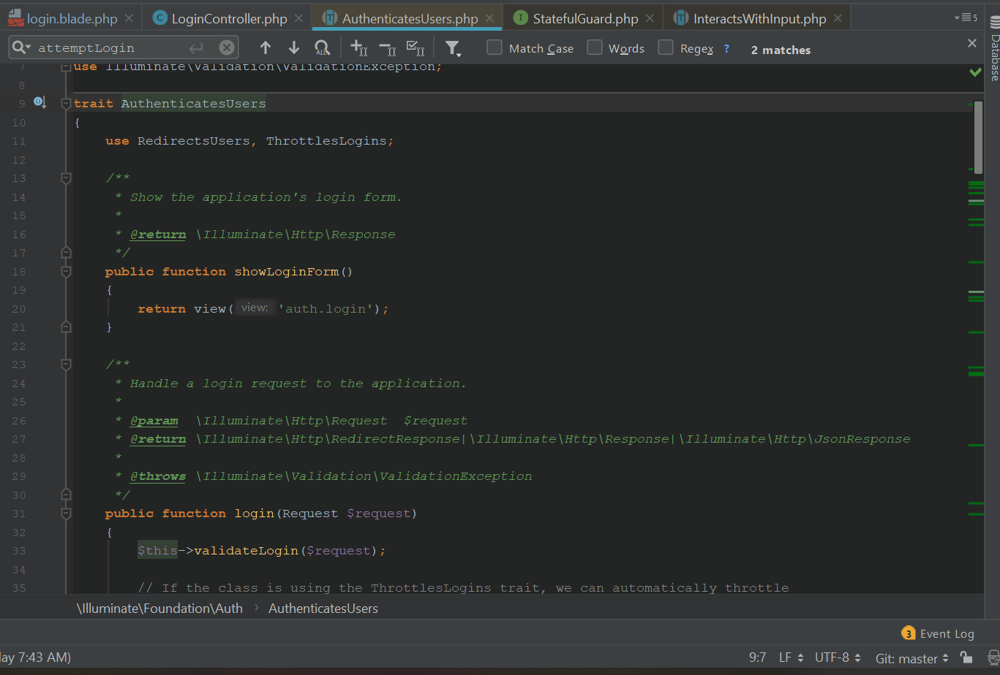 login.blade.php LoginController.php AuthenticatesUsers.php StatefulGuard.php InteractsWithInput.php 5
attemptLogin ALL Match Case Words Regex ? 2 matches
Database
7 use Illuminate\Validation\ValidationException;
8
9 trait AuthenticatesUsers
10 {
11 use RedirectsUsers, ThrottlesLogins;
12
13 /**
14 * Show the application's login form.
15 *
16 * @return \Illuminate\Http\Response
17 */
18 public function showLoginForm()
19 {
20 return view( view: 'auth.login');
21 }
22
23 /**
24 * Handle a login request to the application.
25 *
26 * @param \Illuminate\Http\Request $request
27 * @return \Illuminate\Http\RedirectResponse|\Illuminate\Http\Response|\Illuminate\Http\JsonResponse
28 *
29 * @throws \Illuminate\Validation\ValidationException
30 */
31 public function login(Request $request)
32 {
33 $this->validateLogin($request);
34
35 // If the class is using the ThrottlesLogins trait, we can automatically throttle
\Illuminate\Foundation\Auth › AuthenticatesUsers
3 Event Log
ay 7:43 AM) 9:7 LF UTF-8 Git: master